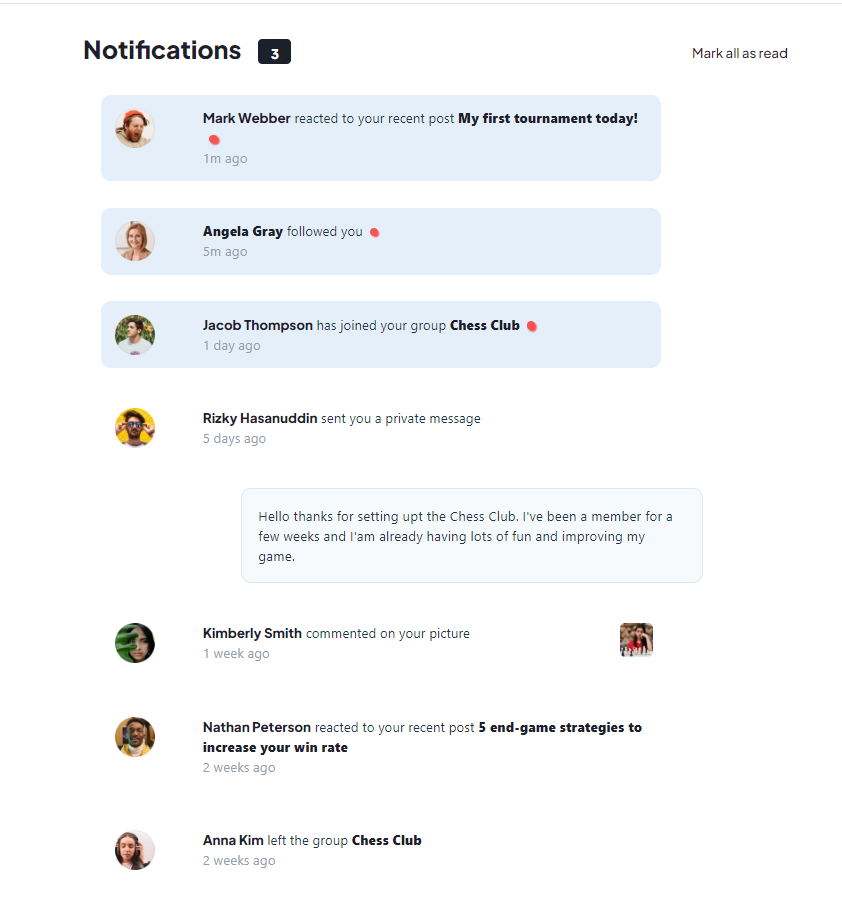 Notifications 3 Mark all as read
Mark Webber reacted to your recent post My first tournament today!
1m ago
Angela Gray followed you
5m ago
Jacob Thompson has joined your group Chess Club
1 day ago
Rizky Hasanuddin sent you a private message
5 days ago
Hello thanks for setting upt the Chess Club. I've been a member for a
few weeks and I'am already having lots of fun and improving my
game.
Kimberly Smith commented on your picture
1 week ago
Nathan Peterson reacted to your recent post 5 end-game strategies to
increase your win rate
2 weeks ago
Anna Kim left the group Chess Club
2 weeks ago